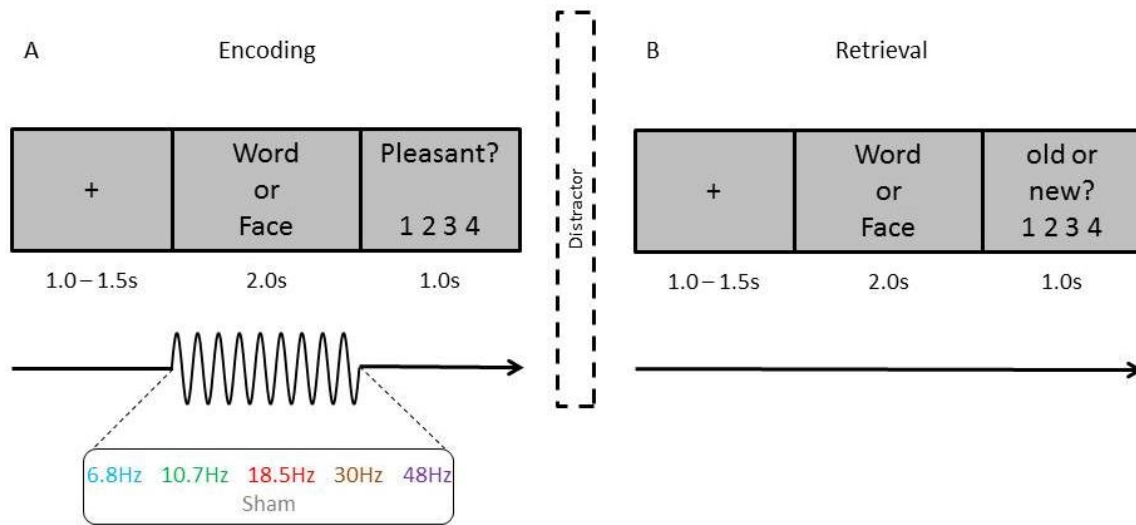 A Encoding
+
Word
or
Face
Pleasant?
1 2 3 4
1.0 – 1.5s 2.0s 1.0s
6.8Hz 10.7Hz 18.5Hz 30Hz 48Hz
Sham
Distractor
B Retrieval
+
Word
or
Face
old or
new?
1 2 3 4
1.0 – 1.5s 2.0s 1.0s